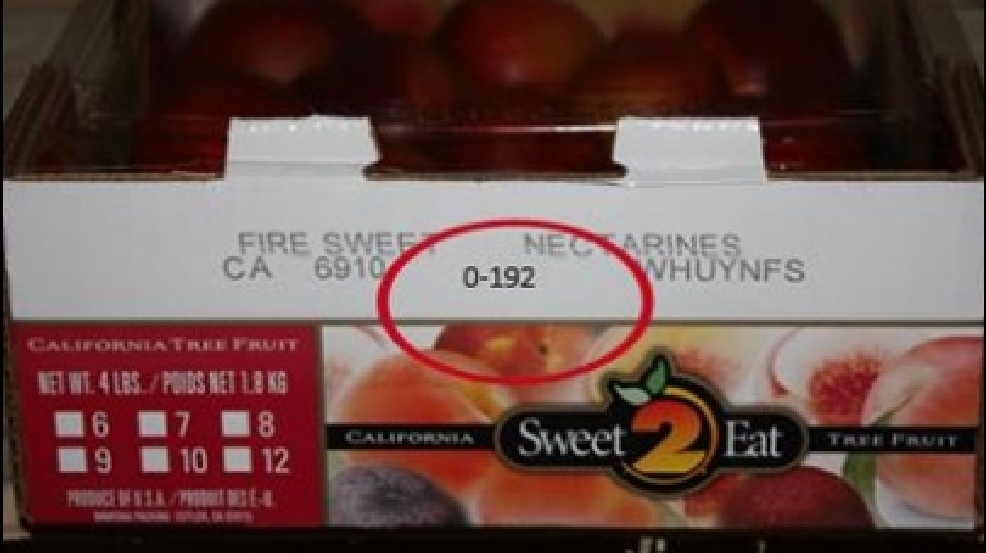 FIRE SWEET NECTARINES
CA 6910 0-192 WHUYNFS
CALIFORNIA TREE FRUIT
NET WT. 4 LBS. / POIDS NET 1.8 KG
6 7 8
9 10 12
PRODUCE OF U.S.A. / PRODUIT DES É.-U.
CALIFORNIA Sweet 2 Eat TREE FRUIT